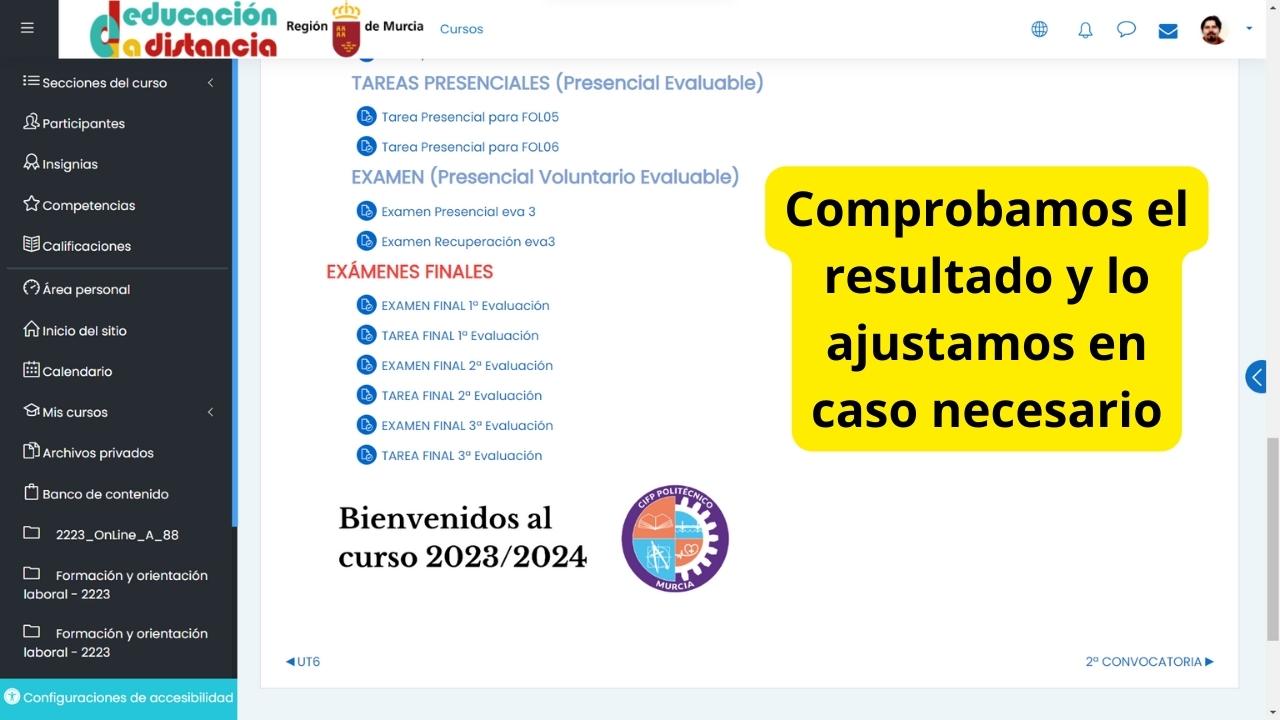 educación
a distancia
Región de Murcia
Cursos
Secciones del curso
Participantes
Insignias
Competencias
Calificaciones
Área personal
Inicio del sitio
Calendario
Mis cursos
Archivos privados
Banco de contenido
2223_OnLine_A_88
Formación y orientación
laboral - 2223
Formación y orientación
laboral - 2223
Configuraciones de accesibilidad
TAREAS PRESENCIALES (Presencial Evaluable)
Tarea Presencial para FOL05
Tarea Presencial para FOL06
EXAMEN (Presencial Voluntario Evaluable)
Examen Presencial eva 3
Examen Recuperación eva3
EXÁMENES FINALES
EXAMEN FINAL 1ª Evaluación
TAREA FINAL 1ª Evaluación
EXAMEN FINAL 2ª Evaluación
TAREA FINAL 2ª Evaluación
EXAMEN FINAL 3ª Evaluación
TAREA FINAL 3ª Evaluación
Comprobamos el
resultado y lo
ajustamos en
caso necesario
Bienvenidos al
curso 2023/2024
CIFP POLITÉCNICO
MURCIA
◀ UT6
2ª CONVOCATORIA ▶